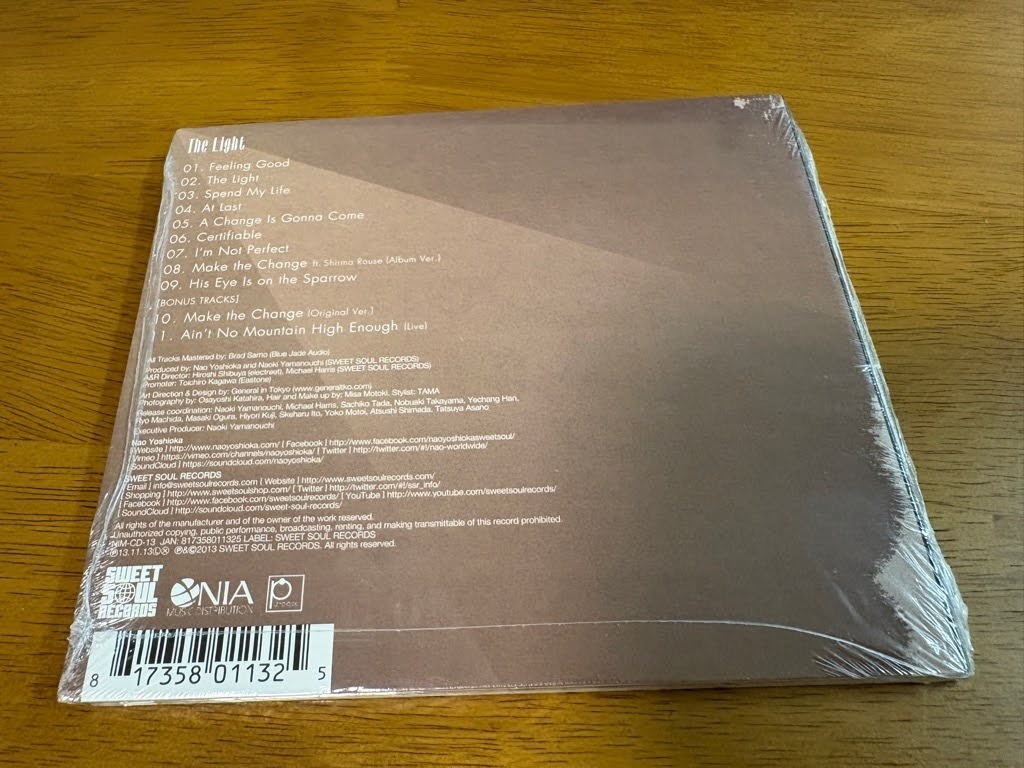 The Light
01. Feeling Good
02. The Light
03. Spend My Life
04. At Last
05. A Change Is Gonna Come
06. Certifiable
07. I'm Not Perfect
08. Make the Change ft. Shirma Rouse (Album Ver.)
09. His Eye Is on the Sparrow
[BONUS TRACKS]
10. Make the Change (Original Ver.)
1. Ain't No Mountain High Enough (Live)
All Tracks Mastered by: Brad Sarno (Blue Jade Audio)
Produced by: Nao Yoshioka and Naoki Yamanouchi (SWEET SOUL RECORDS)
A&R Director: Hiroshi Shibuya (electreet), Michael Harris (SWEET SOUL RECORDS)
Promoter: Toichiro Kagawa (Eastone)
Art Direction & Design by: General in Tokyo (www.generaltko.com)
Photography by: Osayoshi Katahira, Hair and Make up by: Misa Motoki, Stylist: TAMA
Release coordination: Naoki Yamanouchi, Michael Harris, Sachiko Tada, Nobuaki Takayama, Yechang Han,
Ryo Machida, Masaki Ogura, Hiyori Kuji, Skeharu Ito, Yoko Motoi, Atsushi Shimada, Tatsuya Asano
Executive Producer: Naoki Yamanouchi
Nao Yoshioka
[Website] http://www.naoyoshioka.com/ [Facebook] http://www.facebook.com/naoyoshiokasweetsoul/
[Vimeo] https://vimeo.com/channels/naoyoshioka/ [Twitter] http://twitter.com/#!/nao-worldwide/
[SoundCloud] https://soundcloud.com/naoyoshioka/
SWEET SOUL RECORDS
[Email] info@sweetsoulrecords.com [Website] http://www.sweetsoulrecords.com/
[Shopping] http://www.sweetsoulshop.com/ [Twitter] http://twitter.com/#!/ssr_info/
[Facebook] http://www.facebook.com/sweetsoulrecords/ [YouTube] http://www.youtube.com/sweetsoulrecords/
[SoundCloud] http://soundcloud.com/sweet-soul-records/
All rights of the manufacturer and of the owner of the work reserved.
Unauthorized copying, public performance, broadcasting, renting, and making transmittable of this record prohibited.
NIM-CD-13 JAN: 817358011325 LABEL: SWEET SOUL RECORDS
℗13.11.13ⓁⓍ ℗&©2013 SWEET SOUL RECORDS. All rights reserved.
SWEET SOUL RECORDS
NIA
MUSIC DISTRIBUTION
8 17358 01132 5